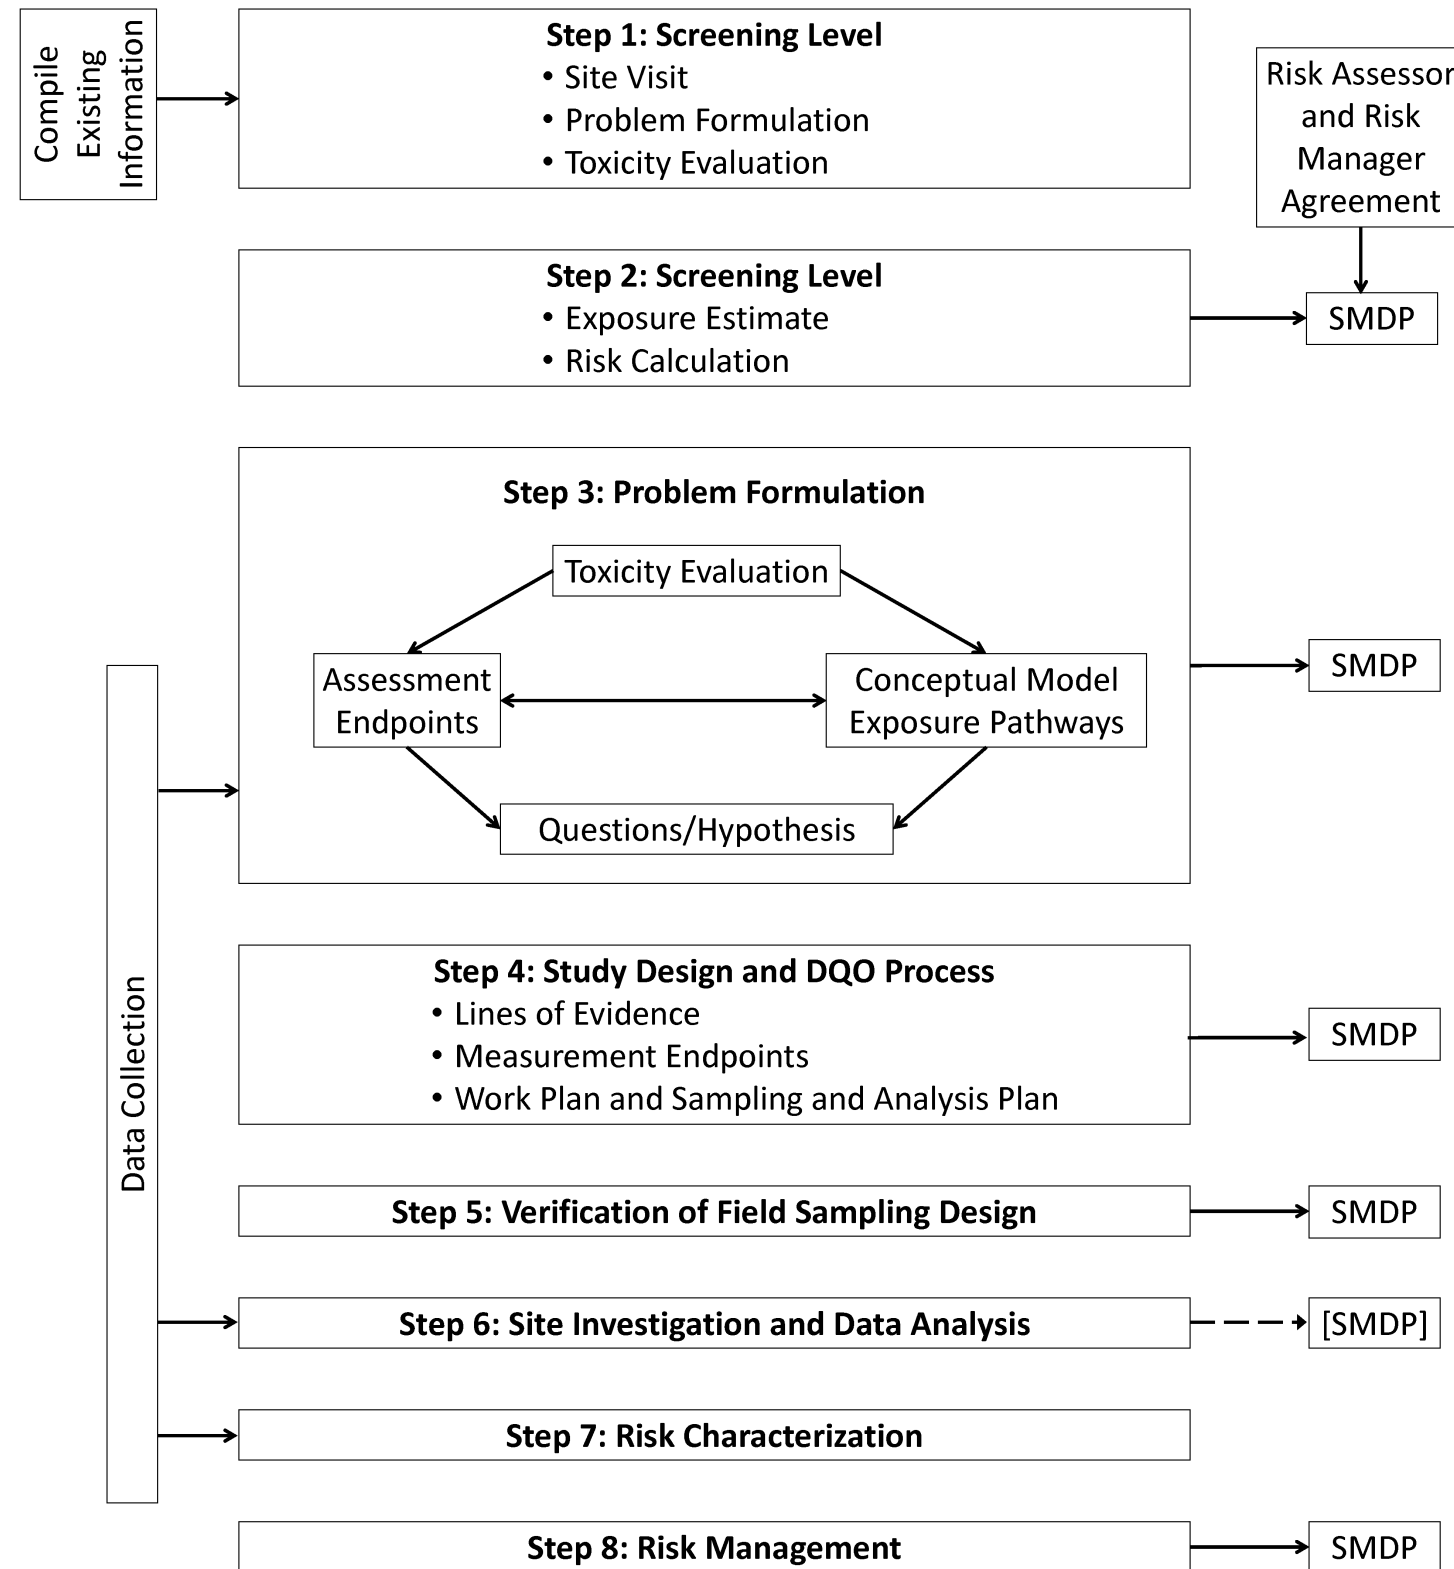 Compile
Existing
Information
Step 1: Screening Level
• Site Visit
• Problem Formulation
• Toxicity Evaluation
Risk Assessor
and Risk
Manager
Agreement
Step 2: Screening Level
• Exposure Estimate
• Risk Calculation
SMDP
Step 3: Problem Formulation
Toxicity Evaluation
Assessment
Endpoints
Conceptual Model
Exposure Pathways
Questions/Hypothesis
SMDP
Data Collection
Step 4: Study Design and DQO Process
• Lines of Evidence
• Measurement Endpoints
• Work Plan and Sampling and Analysis Plan
SMDP
Step 5: Verification of Field Sampling Design
SMDP
Step 6: Site Investigation and Data Analysis
[SMDP]
Step 7: Risk Characterization
Step 8: Risk Management
SMDP